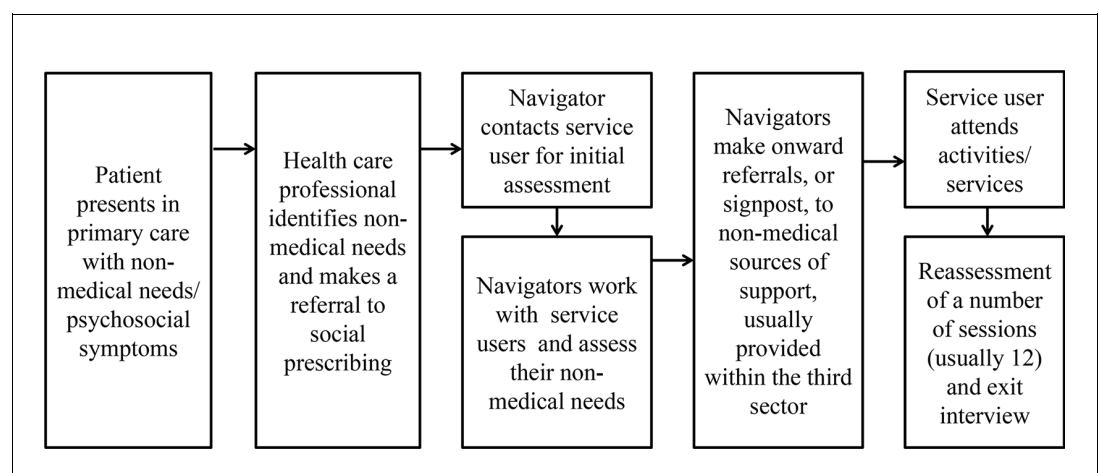 Patient
presents in
primary care
with non-
medical needs/
psychosocial
symptoms
Health care
professional
identifies non-
medical needs
and makes a
referral to
social
prescribing
Navigator
contacts service
user for initial
assessment
Navigators work
with service
users and assess
their non-
medical needs
Navigators
make onward
referrals, or
signpost, to
non-medical
sources of
support,
usually
provided
within the third
sector
Service user
attends
activities/
services
Reassessment
of a number
of sessions
(usually 12)
and exit
interview